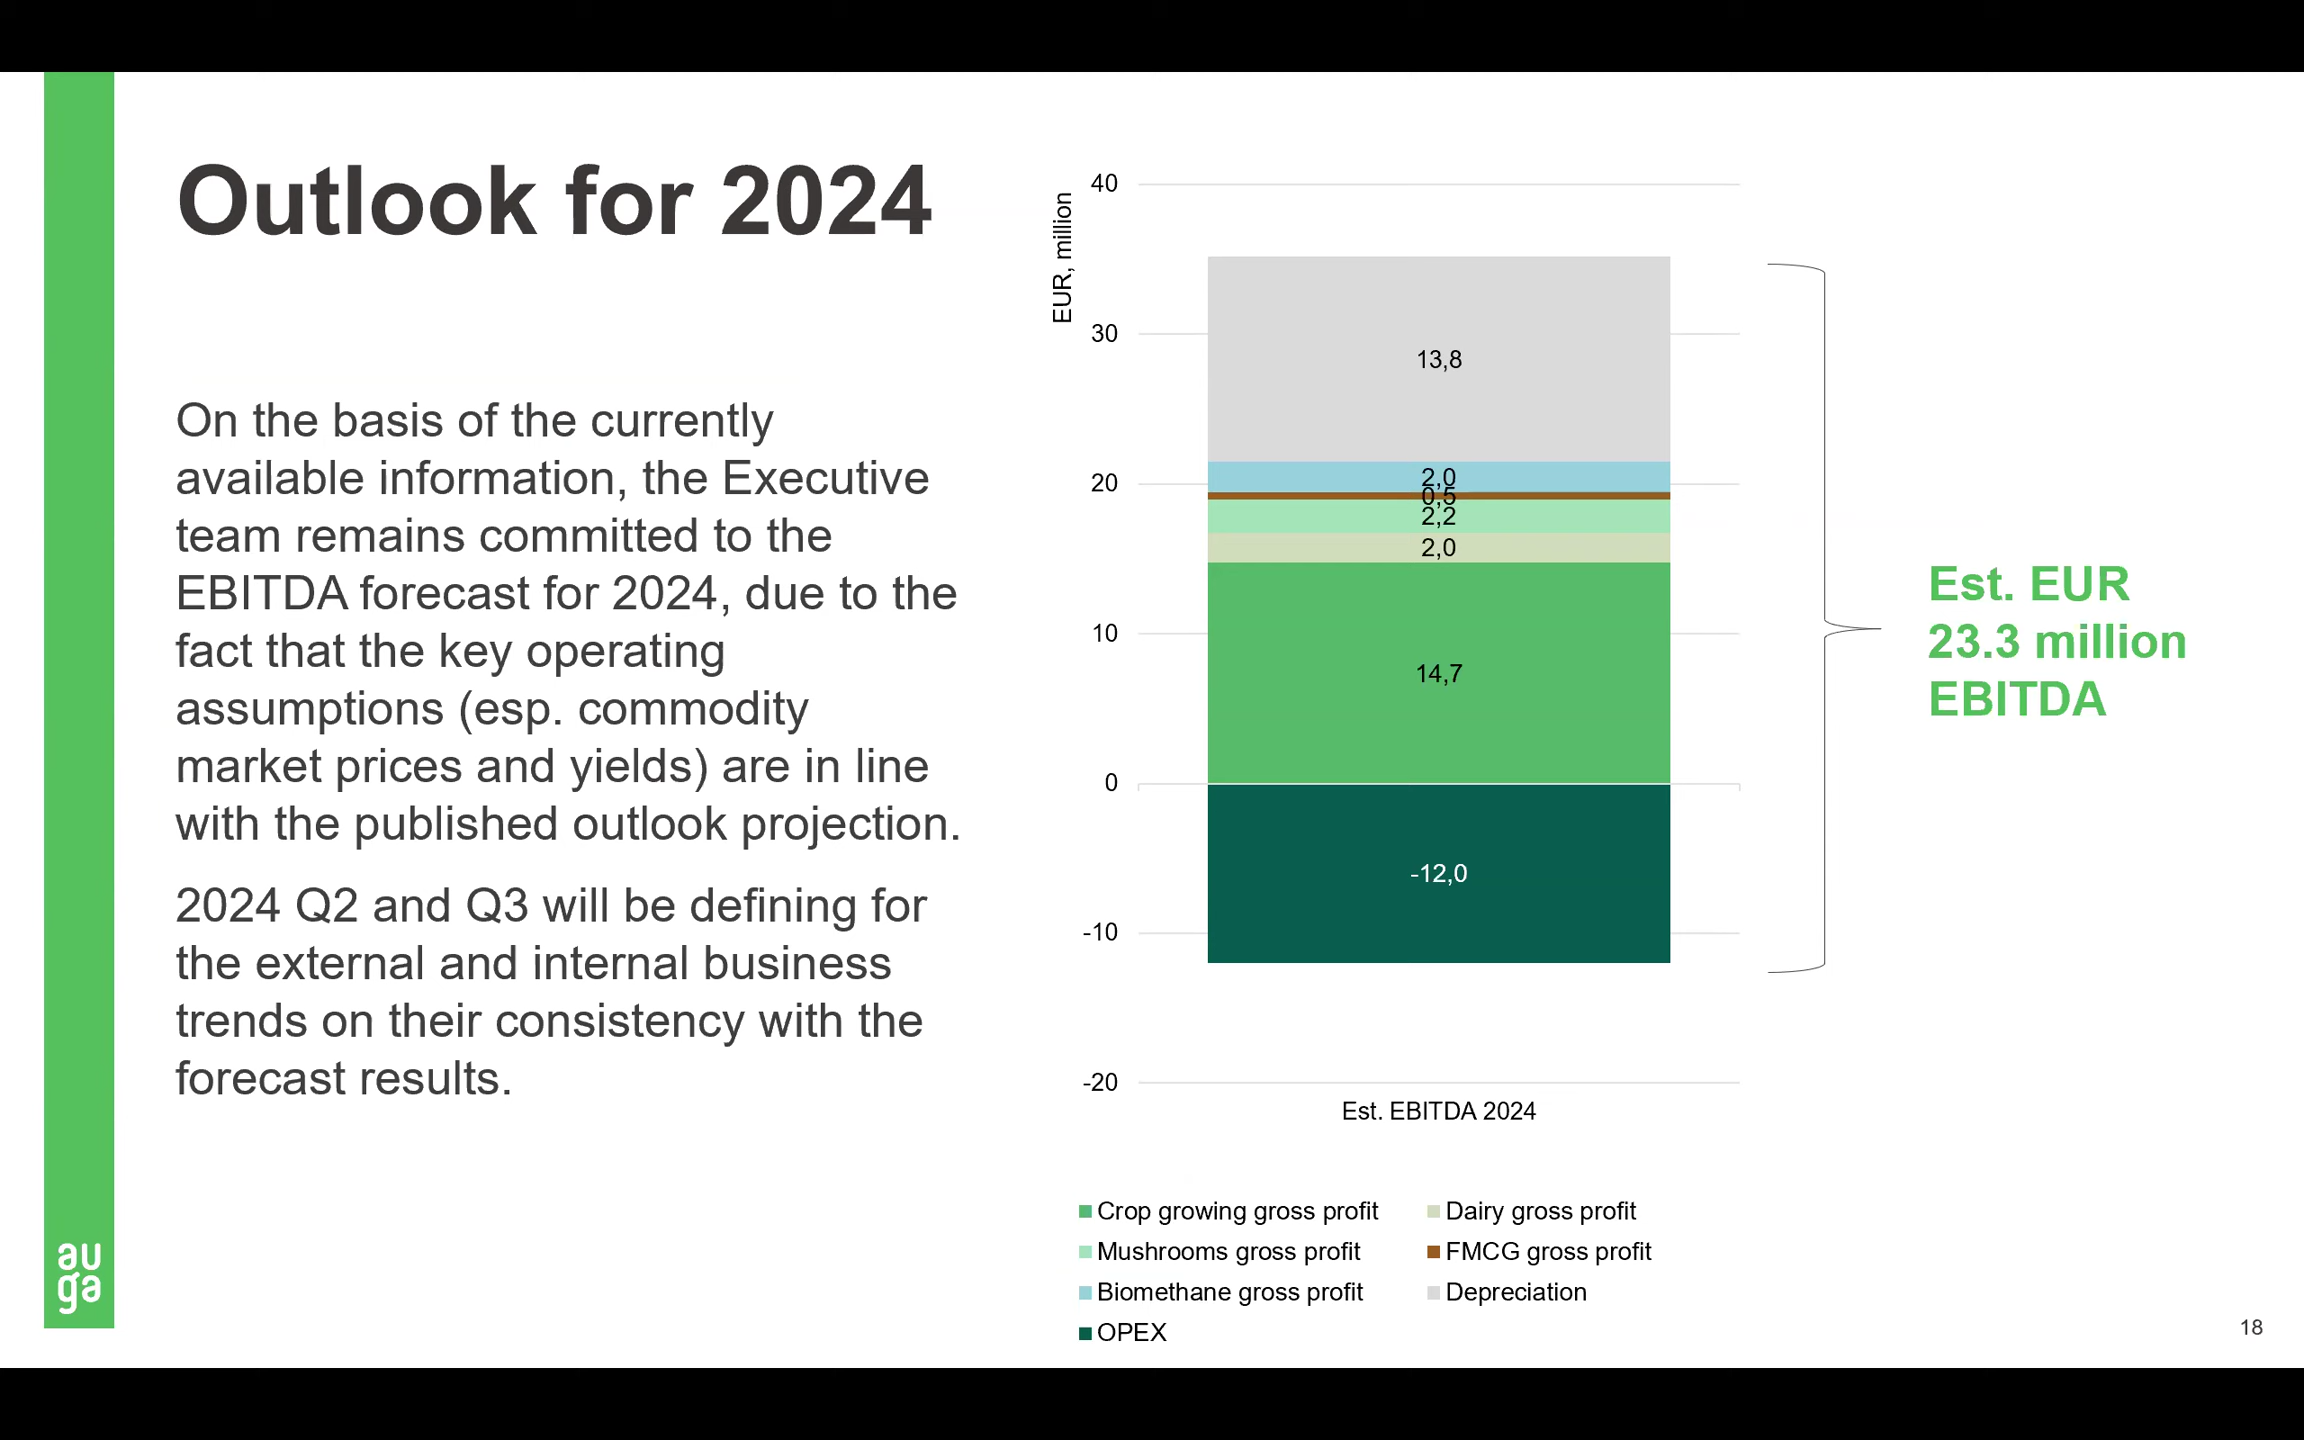 Outlook for 2024
On the basis of the currently
available information, the Executive
team remains committed to the
EBITDA forecast for 2024, due to the
fact that the key operating
assumptions (esp. commodity
market prices and yields) are in line
with the published outlook projection.
2024 Q2 and Q3 will be defining for
the external and internal business
trends on their consistency with the
forecast results.
au
ga
EUR, million
40
30
20
10
0
-10
-20
13,8
2,0
0,5
2,2
2,0
14,7
-12,0
Est. EBITDA 2024
Crop growing gross profit
Dairy gross profit
Mushrooms gross profit
FMCG gross profit
Biomethane gross profit
Depreciation
OPEX
Est. EUR
23.3 million
EBITDA
18